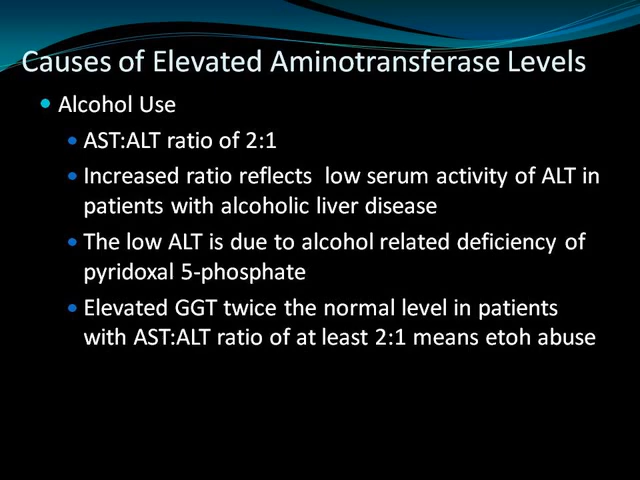 Causes of Elevated Aminotransferase Levels
Alcohol Use
AST:ALT ratio of 2:1
Increased ratio reflects low serum activity of ALT in
patients with alcoholic liver disease
The low ALT is due to alcohol related deficiency of
pyridoxal 5-phosphate
Elevated GGT twice the normal level in patients
with AST:ALT ratio of at least 2:1 means etoh abuse